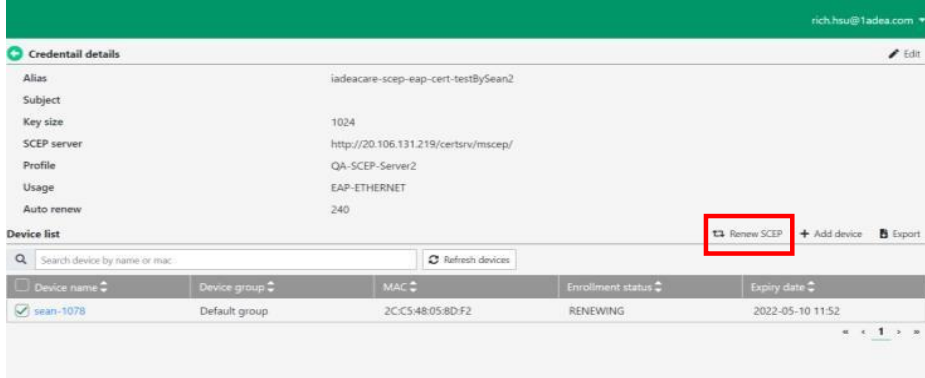 rich.hsu@1adea.com
Credentail details
Edit
Alias iadeacare-scep-eap-cert-testBySean2
Subject
Key size 1024
SCEP server http://20.106.131.219/certsrv/mscep/
Profile QA-SCEP-Server2
Usage EAP-ETHERNET
Auto renew 240
Device list Renew SCEP + Add device Export
Search device by name or mac Refresh devices
Device name Device group MAC Enrollment status Expiry date
sean-1078 Default group 2C:C5:48:05:8D:F2 RENEWING 2022-05-10 11:52
« ‹ 1 › »